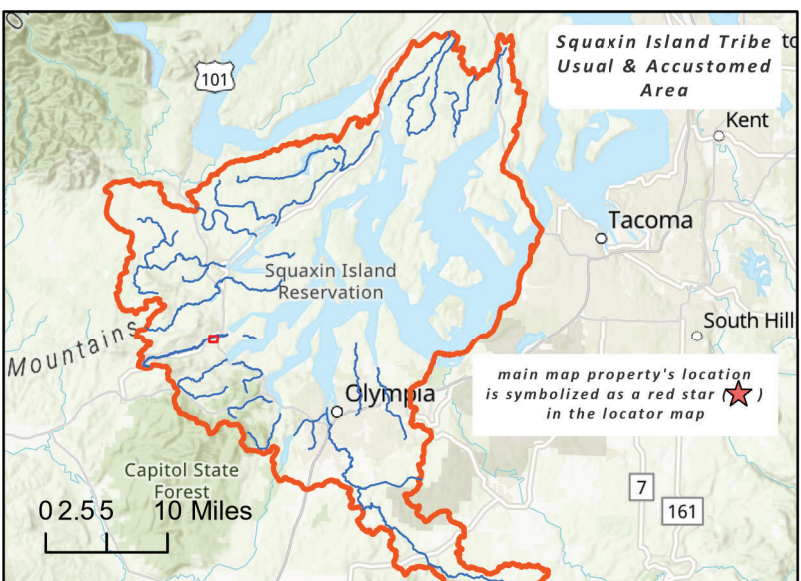 Squaxin Island Tribe
Usual & Accustomed
Area
101
Kent
Tacoma
Squaxin Island
Reservation
South Hill
Mountains
main map property's location
is symbolized as a red star ( )
in the locator map
Olympia
Capitol State
Forest
7
161
0 2.5 5 10 Miles